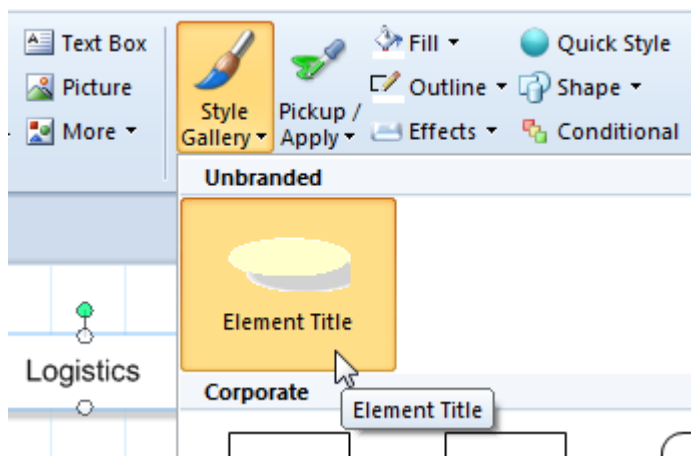 Text Box
Picture
More
Style
Gallery
Pickup /
Apply
Fill
Outline
Effects
Quick Style
Shape
Conditional
Unbranded
Element Title
Logistics
Corporate
Element Title